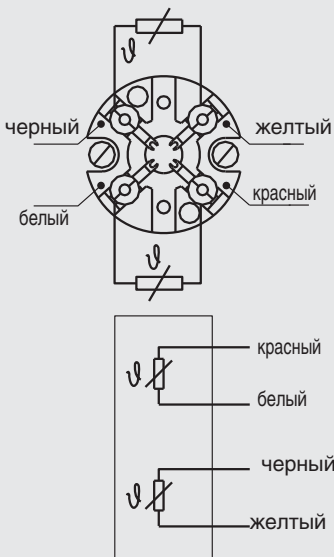 ϑ
черный
желтый
белый
красный
ϑ
ϑ
красный
белый
ϑ
черный
желтый